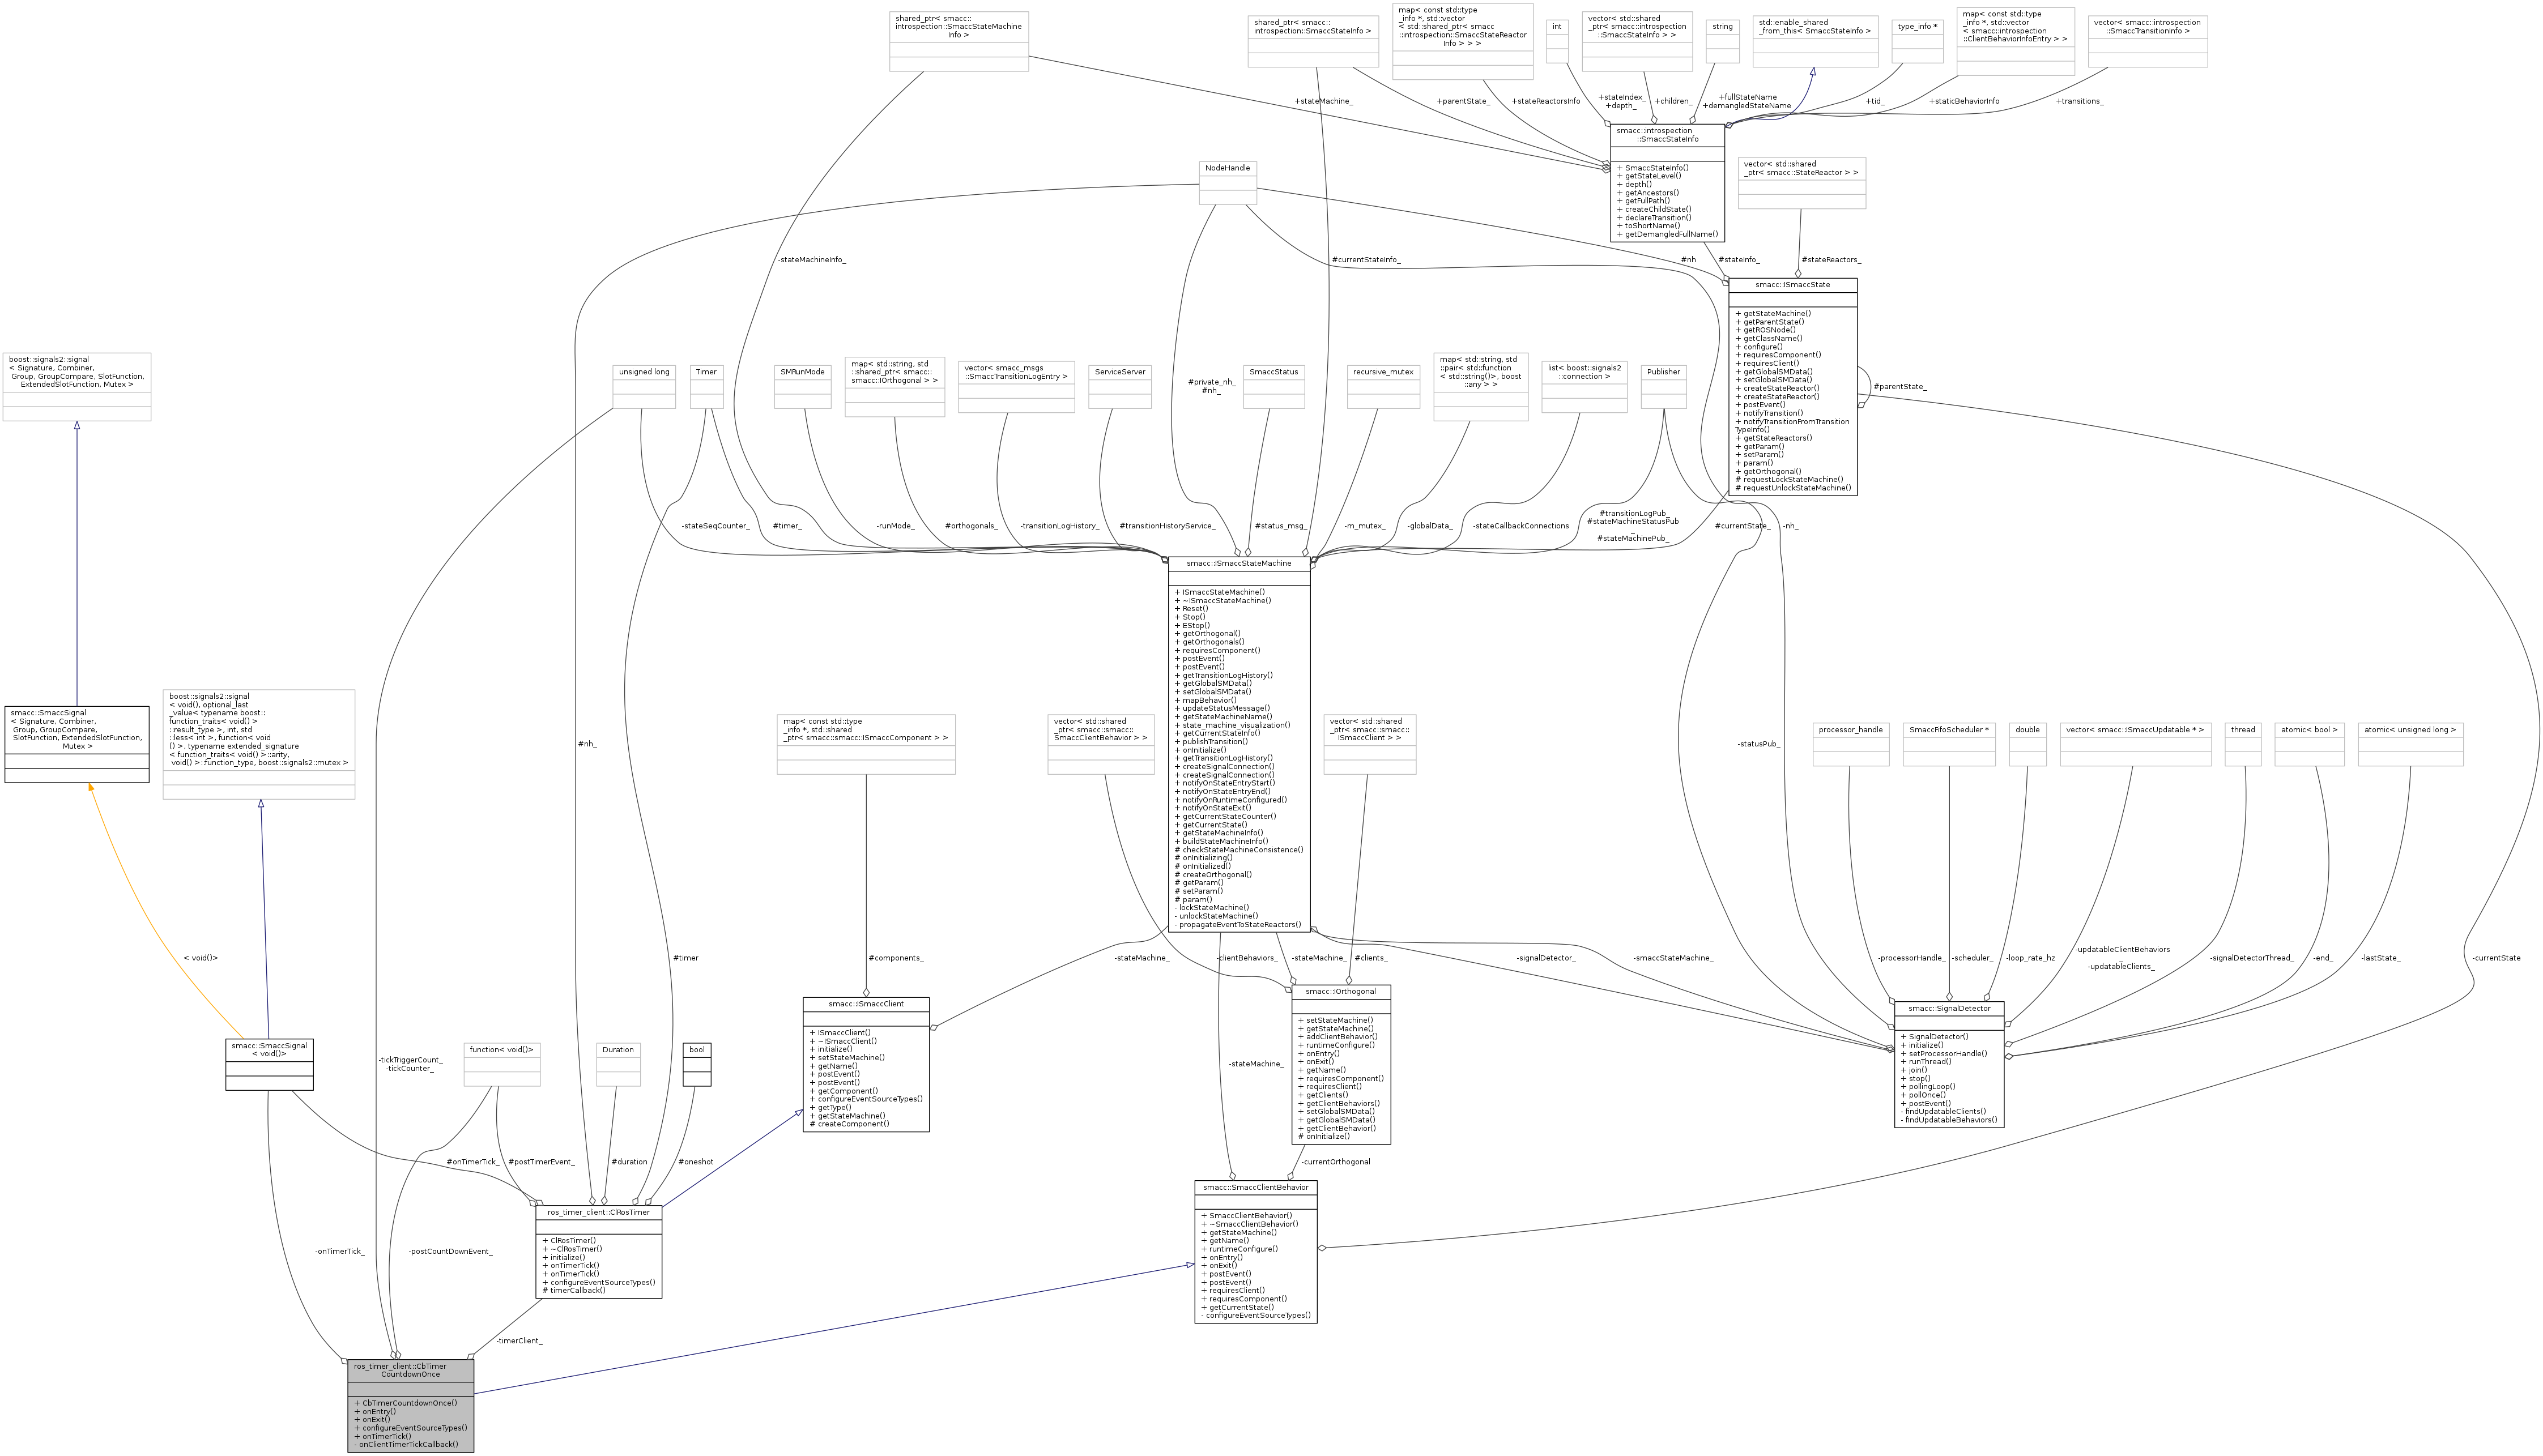 shared_ptr< smacc::
introspection::SmaccStateMachine
Info >
shared_ptr< smacc::
introspection::SmaccStateInfo >
map< const std::type
_info *, std::vector
< std::shared_ptr< smacc
::introspection::SmaccStateReactor
Info > > >
int
vector< std::shared
_ptr< smacc::introspection
::SmaccStateInfo > >
string
std::enable_shared
_from_this< SmaccStateInfo >
type_info *
map< const std::type
_info *, std::vector
< smacc::introspection
::ClientBehaviorInfoEntry > >
vector< smacc::introspection
::SmaccTransitionInfo >
+stateMachine_
+parentState_
+stateReactorsInfo
+stateIndex_
+depth_
+children_
+fullStateName
+demangledStateName
+tid_
+staticBehaviorInfo
+transitions_
smacc::introspection
::SmaccStateInfo
+ SmaccStateInfo()
+ getStateLevel()
+ depth()
+ getAncestors()
+ getFullPath()
+ createChildState()
+ declareTransition()
+ toShortName()
+ getDemangledFullName()
NodeHandle
vector< std::shared
_ptr< smacc::StateReactor > >
-stateMachineInfo_
#currentStateInfo_
#nh
#stateInfo_
#stateReactors_
smacc::ISmaccState
+ getStateMachine()
+ getParentState()
+ getROSNode()
+ getClassName()
+ configure()
+ requiresComponent()
+ requiresClient()
+ getGlobalSMData()
+ setGlobalSMData()
+ createStateReactor()
+ createStateReactor()
+ postEvent()
+ notifyTransition()
+ notifyTransitionFromTransition
TypeInfo()
+ getStateReactors()
+ getParam()
+ setParam()
+ param()
+ getOrthogonal()
# requestLockStateMachine()
# requestUnlockStateMachine()
#parentState_
boost::signals2::signal
< Signature, Combiner,
Group, GroupCompare, SlotFunction,
ExtendedSlotFunction, Mutex >
unsigned long
Timer
SMRunMode
map< std::string, std
::shared_ptr< smacc::
smacc::IOrthogonal > >
vector< smacc_msgs
::SmaccTransitionLogEntry >
ServiceServer
#private_nh_
#nh_
SmaccStatus
recursive_mutex
map< std::string, std
::pair< std::function
< std::string()>, boost
::any > >
list< boost::signals2
::connection >
Publisher
-stateSeqCounter_
#timer_
-runMode_
#orthogonals_
-transitionLogHistory_
#transitionHistoryService_
#status_msg_
-m_mutex_
-globalData_
-stateCallbackConnections
#transitionLogPub_
#stateMachineStatusPub
_
#stateMachinePub_
#currentState_
-nh_
smacc::ISmaccStateMachine
+ ISmaccStateMachine()
+ ~ISmaccStateMachine()
+ Reset()
+ Stop()
+ EStop()
+ getOrthogonal()
+ getOrthogonals()
+ requiresComponent()
+ postEvent()
+ postEvent()
+ getTransitionLogHistory()
+ getGlobalSMData()
+ setGlobalSMData()
+ mapBehavior()
+ updateStatusMessage()
+ getStateMachineName()
+ state_machine_visualization()
+ getCurrentStateInfo()
+ publishTransition()
+ onInitialize()
+ getTransitionLogHistory()
+ createSignalConnection()
+ createSignalConnection()
+ notifyOnStateEntryStart()
+ notifyOnStateEntryEnd()
+ notifyOnRuntimeConfigured()
+ notifyOnStateExit()
+ getCurrentStateCounter()
+ getCurrentState()
+ getStateMachineInfo()
+ buildStateMachineInfo()
# checkStateMachineConsistence()
# onInitializing()
# onInitialized()
# createOrthogonal()
# getParam()
# setParam()
# param()
- lockStateMachine()
- unlockStateMachine()
- propagateEventToStateReactors()
smacc::SmaccSignal
< Signature, Combiner,
Group, GroupCompare,
SlotFunction, ExtendedSlotFunction,
Mutex >
boost::signals2::signal
< void(), optional_last
_value< typename boost::
function_traits< void() >
::result_type >, int, std
::less< int >, function< void
() >, typename extended_signature
< function_traits< void() >::arity,
void() >::function_type, boost::signals2::mutex >
#nh_
map< const std::type
_info *, std::shared
_ptr< smacc::smacc::ISmaccComponent > >
vector< std::shared
_ptr< smacc::smacc::
SmaccClientBehavior > >
vector< std::shared
_ptr< smacc::smacc::
ISmaccClient > >
-statusPub_
processor_handle
SmaccFifoScheduler *
double
vector< smacc::ISmaccUpdatable * >
thread
atomic< bool >
atomic< unsigned long >
< void()>
#timer
#components_
-stateMachine_
-clientBehaviors_
-stateMachine_
#clients_
-signalDetector_
-smaccStateMachine_
-processorHandle_
-scheduler_
-loop_rate_hz
-updatableClientBehaviors
_
-updatableClients_
-signalDetectorThread_
-end_
-lastState_
-currentState
smacc::ISmaccClient
+ ISmaccClient()
+ ~ISmaccClient()
+ initialize()
+ setStateMachine()
+ getName()
+ postEvent()
+ postEvent()
+ getComponent()
+ configureEventSourceTypes()
+ getType()
+ getStateMachine()
# createComponent()
smacc::IOrthogonal
+ setStateMachine()
+ getStateMachine()
+ addClientBehavior()
+ runtimeConfigure()
+ onEntry()
+ onExit()
+ getName()
+ requiresComponent()
+ requiresClient()
+ getClients()
+ getClientBehaviors()
+ setGlobalSMData()
+ getGlobalSMData()
+ getClientBehavior()
# onInitialize()
smacc::SignalDetector
+ SignalDetector()
+ initialize()
+ setProcessorHandle()
+ runThread()
+ join()
+ stop()
+ pollingLoop()
+ pollOnce()
+ postEvent()
- findUpdatableClients()
- findUpdatableBehaviors()
smacc::SmaccSignal
< void()>
-tickTriggerCount_
-tickCounter_
function< void()>
Duration
bool
-stateMachine_
#onTimerTick_
#postTimerEvent_
#duration
#oneshot
-currentOrthogonal
ros_timer_client::ClRosTimer
+ ClRosTimer()
+ ~ClRosTimer()
+ initialize()
+ onTimerTick()
+ onTimerTick()
+ configureEventSourceTypes()
# timerCallback()
smacc::SmaccClientBehavior
+ SmaccClientBehavior()
+ ~SmaccClientBehavior()
+ getStateMachine()
+ getName()
+ runtimeConfigure()
+ onEntry()
+ onExit()
+ postEvent()
+ postEvent()
+ requiresClient()
+ requiresComponent()
+ getCurrentState()
- configureEventSourceTypes()
-onTimerTick_
-postCountDownEvent_
-timerClient_
ros_timer_client::CbTimer
CountdownOnce
+ CbTimerCountdownOnce()
+ onEntry()
+ onExit()
+ configureEventSourceTypes()
+ onTimerTick()
- onClientTimerTickCallback()